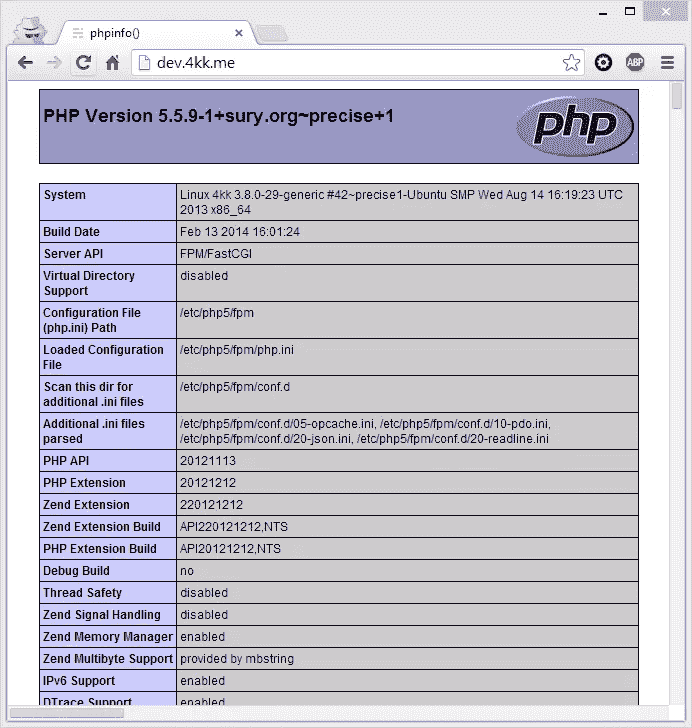 phpinfo()
dev.4kk.me
ABP
PHP Version 5.5.9-1+sury.org~precise+1
php
System
Linux 4kk 3.8.0-29-generic #42~precise1-Ubuntu SMP Wed Aug 14 16:19:23 UTC
2013 x86_64
Build Date
Feb 13 2014 16:01:24
Server API
FPM/FastCGI
Virtual Directory
Support
disabled
Configuration File
(php.ini) Path
/etc/php5/fpm
Loaded Configuration
File
/etc/php5/fpm/php.ini
Scan this dir for
additional .ini files
/etc/php5/fpm/conf.d
Additional .ini files
parsed
/etc/php5/fpm/conf.d/05-opcache.ini, /etc/php5/fpm/conf.d/10-pdo.ini,
/etc/php5/fpm/conf.d/20-json.ini, /etc/php5/fpm/conf.d/20-readline.ini
PHP API
20121113
PHP Extension
20121212
Zend Extension
220121212
Zend Extension Build
API220121212,NTS
PHP Extension Build
API20121212,NTS
Debug Build
no
Thread Safety
disabled
Zend Signal Handling
disabled
Zend Memory Manager
enabled
Zend Multibyte Support
provided by mbstring
IPv6 Support
enabled
DTrace Support
enabled